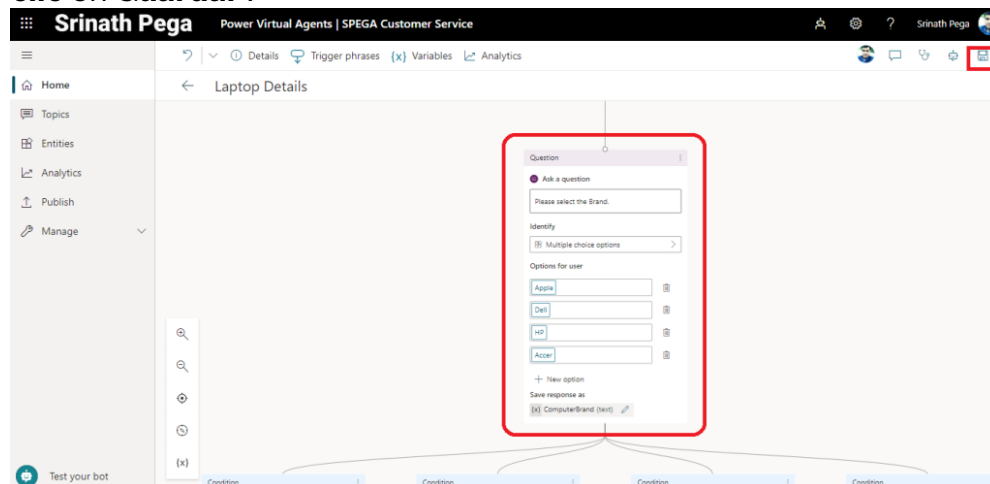 Srinath Pega
Power Virtual Agents | SPEGA Customer Service
? Srinath Pega
Details Trigger phrases {x} Variables Analytics
Home
← Laptop Details
Topics
Entities
Analytics
Publish
Manage
Question
Ask a question
Please select the Brand.
Identify
Multiple choice options
Options for user
Apple
Dell
HP
Accer
+ New option
Save response as
{x} ComputerBrand (text)
{x}
Test your bot
Condition Condition Condition Condition